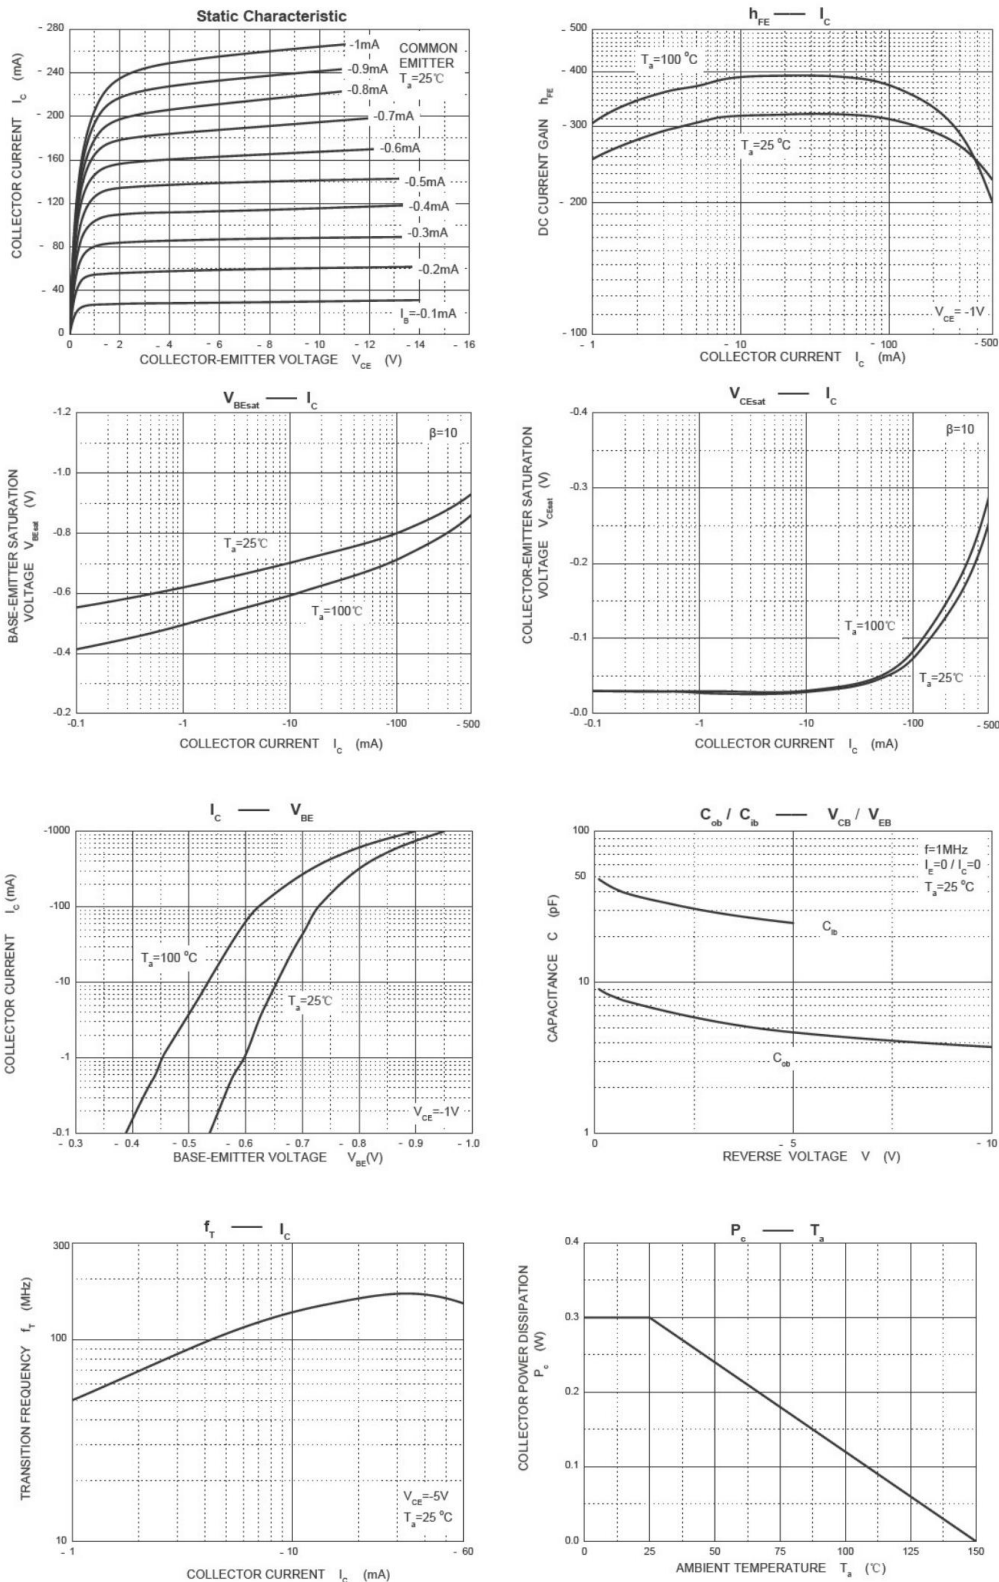 Static Characteristic
COLLECTOR CURRENT I_C (mA)
- 280
- 240
- 200
- 160
- 120
- 80
- 40
0
-1mA
-0.9mA
-0.8mA
-0.7mA
-0.6mA
-0.5mA
-0.4mA
-0.3mA
-0.2mA
I_B=-0.1mA
COMMON
EMITTER
T_a=25℃
0 - 2 - 4 - 6 - 8 - 10 - 12 - 14 - 16
COLLECTOR-EMITTER VOLTAGE V_CE (V)
h_FE —— I_C
DC CURRENT GAIN h_FE
- 500
- 400
- 300
- 200
- 100
T_a=100 °C
T_a=25 °C
V_CE= -1V
- 1 - 10 - 100 - 500
COLLECTOR CURRENT I_C (mA)
V_BEsat —— I_C
BASE-EMITTER SATURATION
VOLTAGE V_BEsat (V)
-1.2
-1.0
-0.8
-0.6
-0.4
-0.2
β=10
T_a=25℃
T_a=100℃
-0.1 -1 -10 -100 -500
COLLECTOR CURRENT I_C (mA)
V_CEsat —— I_C
COLLECTOR-EMITTER SATURATION
VOLTAGE V_CEsat (V)
-0.4
-0.3
-0.2
-0.1
-0.0
β=10
T_a=100℃
T_a=25℃
-0.1 -1 -10 -100 -500
COLLECTOR CURRENT I_C (mA)
I_C —— V_BE
COLLECTOR CURRENT I_C (mA)
-1000
-100
-10
-1
-0.1
T_a=100 °C
T_a=25℃
V_CE=-1V
- 0.3 - 0.4 - 0.5 - 0.6 - 0.7 - 0.8 - 0.9 - 1.0
BASE-EMITTER VOLTAGE V_BE(V)
C_ob / C_ib —— V_CB / V_EB
CAPACITANCE C (pF)
100
50
10
1
f=1MHz
I_E=0 / I_C=0
T_a=25 °C
C_ib
C_ob
0 - 5 - 10
REVERSE VOLTAGE V (V)
f_T —— I_C
TRANSITION FREQUENCY f_T (MHz)
300
100
10
V_CE=-5V
T_a=25 °C
- 1 - 10 - 60
COLLECTOR CURRENT I_C (mA)
P_c —— T_a
COLLECTOR POWER DISSIPATION
P_c (W)
0.4
0.3
0.2
0.1
0.0
0 25 50 75 100 125 150
AMBIENT TEMPERATURE T_a (℃)